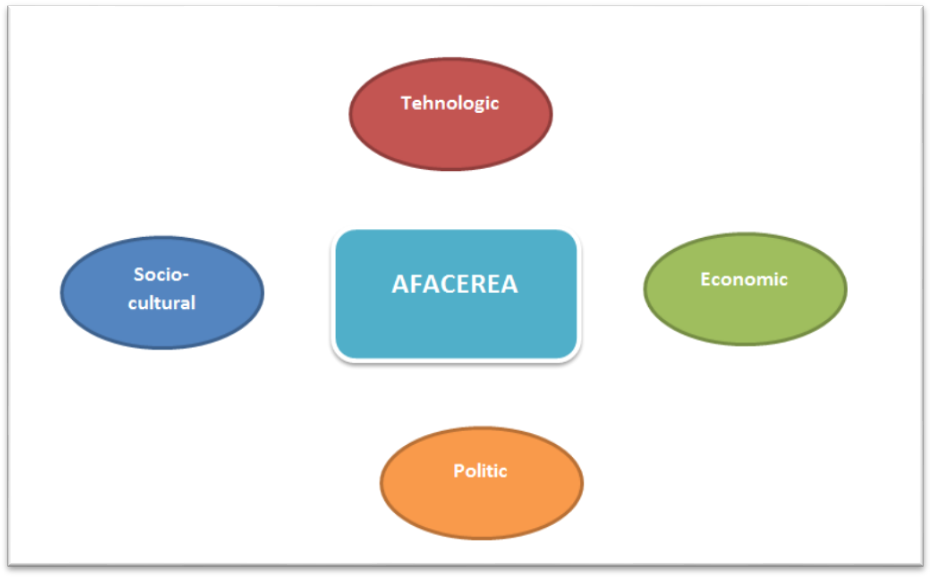 Tehnologic
Socio-
cultural
AFACEREA
Economic
Politic